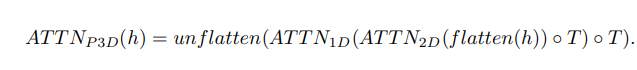 ATTN_{P3D}(h) = unflatten(ATTN_{1D}(ATTN_{2D}(flatten(h)) ∘ T) ∘ T).